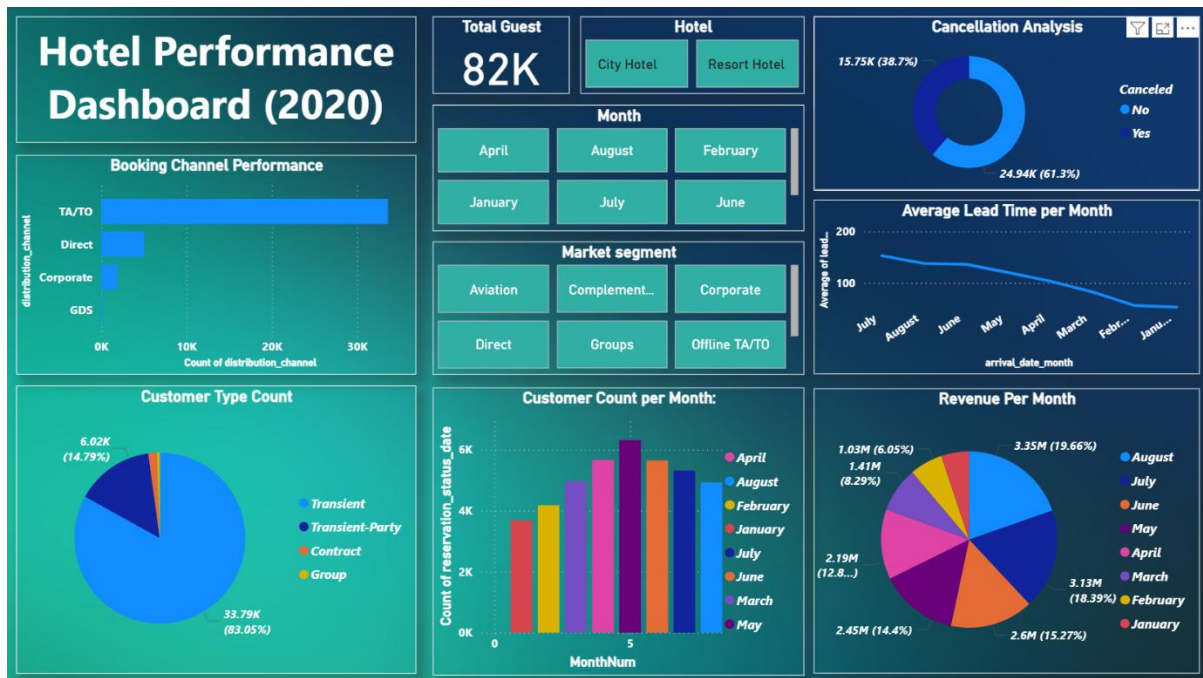 Hotel Performance
Dashboard (2020)
Total Guest
82K
Hotel
City Hotel
Resort Hotel
Cancellation Analysis
15.75K (38.7%)
24.94K (61.3%)
Canceled
No
Yes
Month
April
August
February
January
July
June
Booking Channel Performance
distribution_channel
TA/TO
Direct
Corporate
GDS
0K
10K
20K
30K
Count of distribution_channel
Market segment
Aviation
Complement...
Corporate
Direct
Groups
Offline TA/TO
Average Lead Time per Month
Average of lead...
200
100
July
August
June
May
April
March
Febr...
Janu...
arrival_date_month
Customer Type Count
6.02K
(14.79%)
33.79K
(83.05%)
Transient
Transient-Party
Contract
Group
Customer Count per Month:
Count of reservation_status_date
6K
4K
2K
0K
0
5
MonthNum
April
August
February
January
July
June
March
May
Revenue Per Month
1.03M (6.05%)
1.41M
(8.29%)
2.19M
(12.8...)
2.45M (14.4%)
2.6M (15.27%)
3.13M
(18.39%)
3.35M (19.66%)
August
July
June
May
April
March
February
January